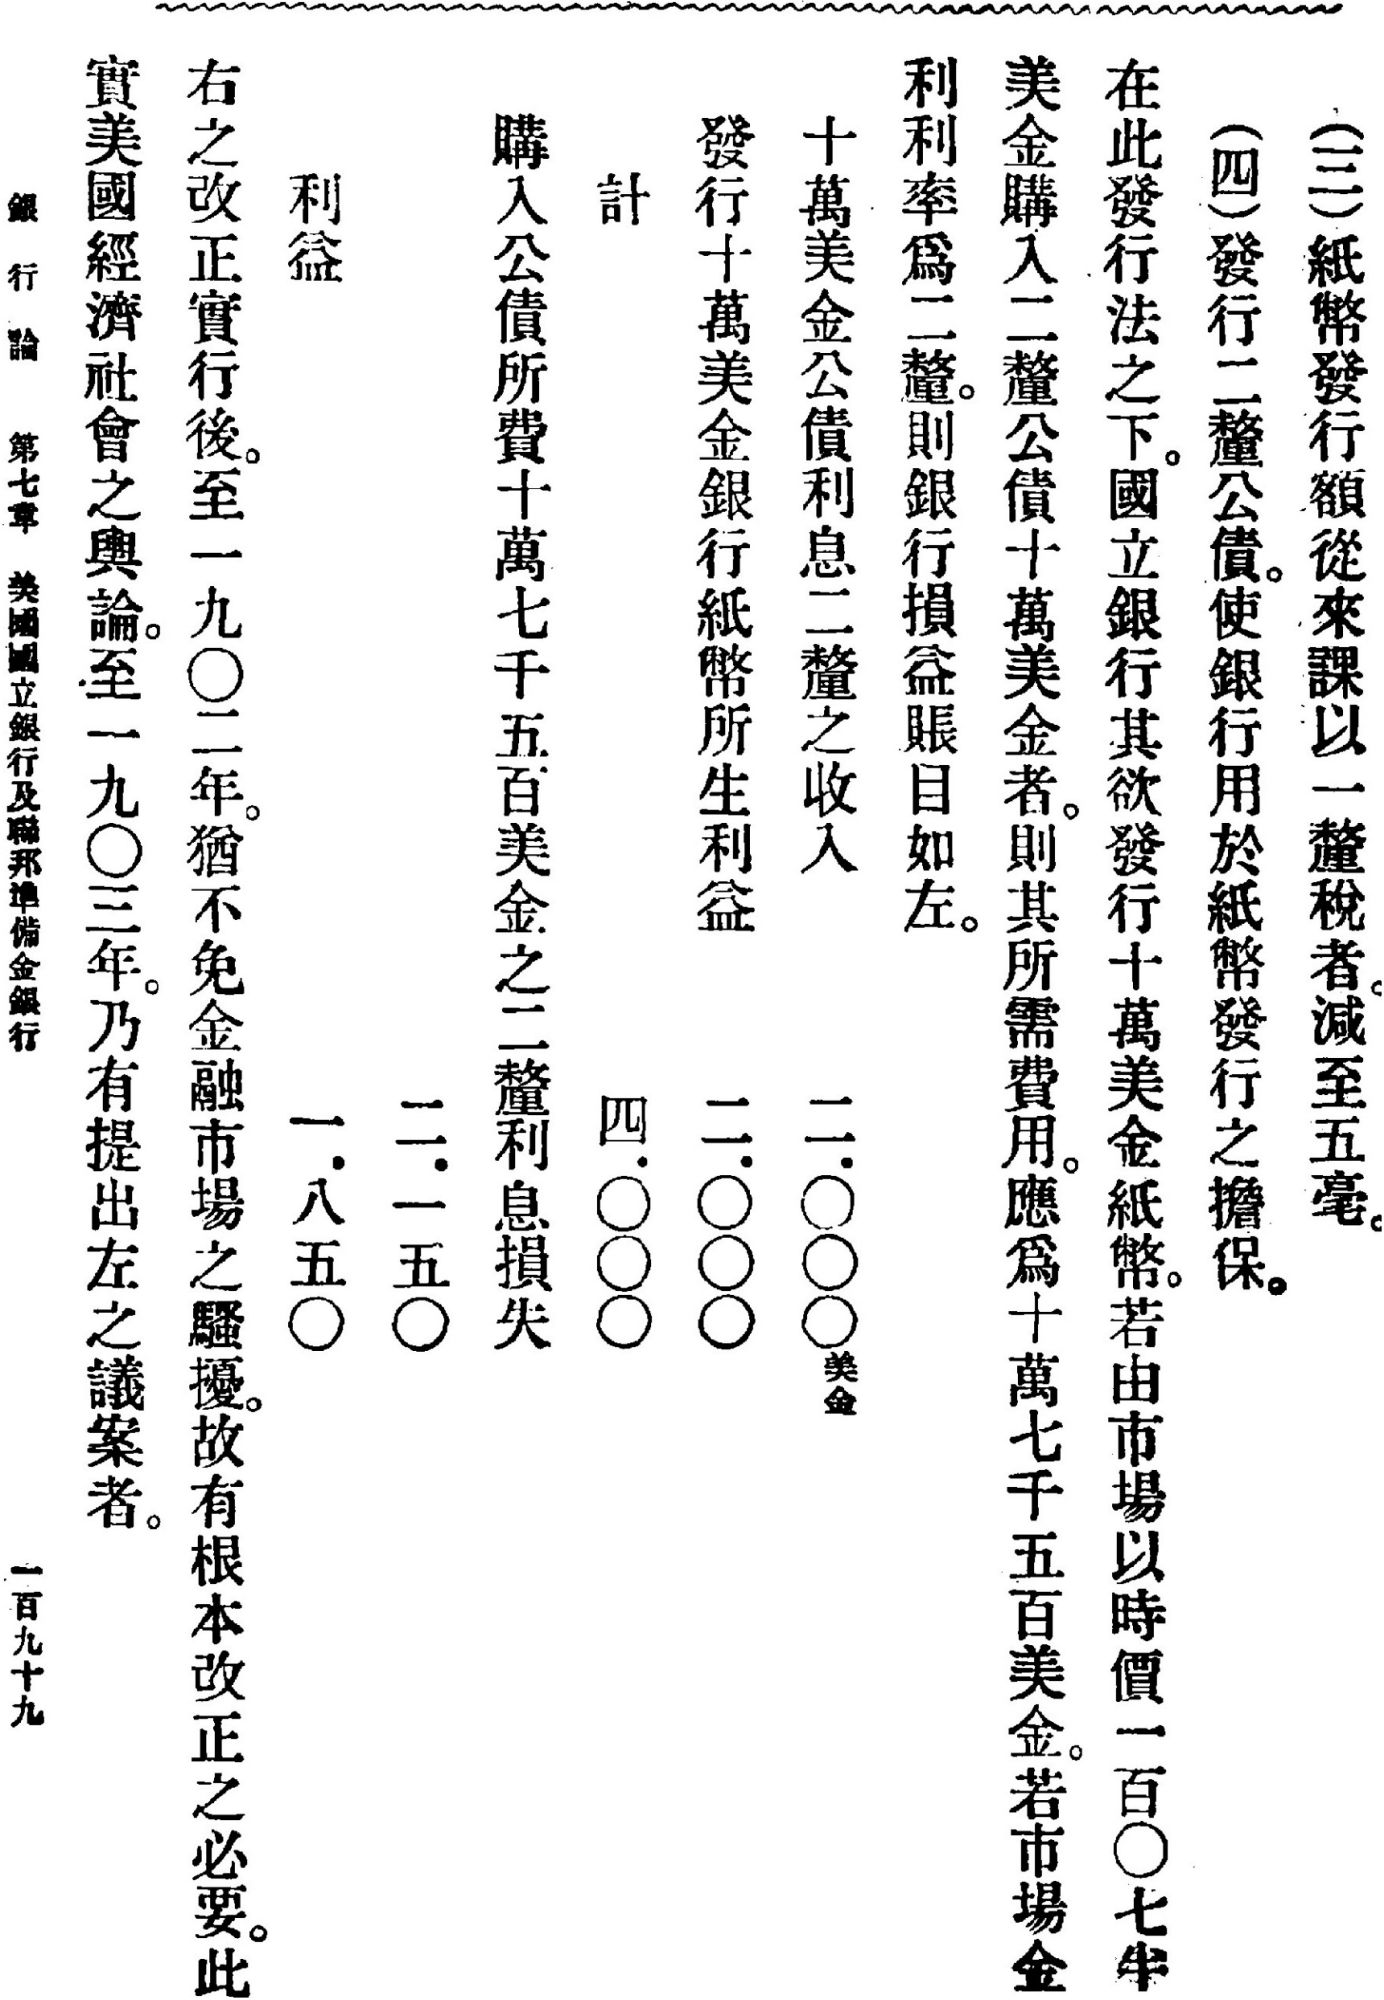 (三)紙幣發行額從來課以一釐稅者。減至五毫。
(四)發行二釐公債。使銀行用於紙幣發行之擔保。
在此發行法之下。國立銀行其欲發行十萬美金紙幣。若由市場以時價一百〇七半
美金購入二釐公債十萬美金者。則其所需費用。應爲十萬七千五百美金。若市場金
利利率爲二釐。則銀行損益賬目如左。
十萬美金公債利息二釐之收入 二.〇〇〇美金
發行十萬美金銀行紙幣所生利益 二.〇〇〇
計 四.〇〇〇
購入公債所費十萬七千五百美金之二釐利息損失
二.一五〇
利益 一.八五〇
右之改正實行後。至一九〇二年。猶不免金融市場之騷擾。故有根本改正之必要。此
實美國經濟社會之輿論。至一九〇三年。乃有提出左之議案者。
銀行論 第七章 美國國立銀行及聯邦準備金銀行 一百九十九